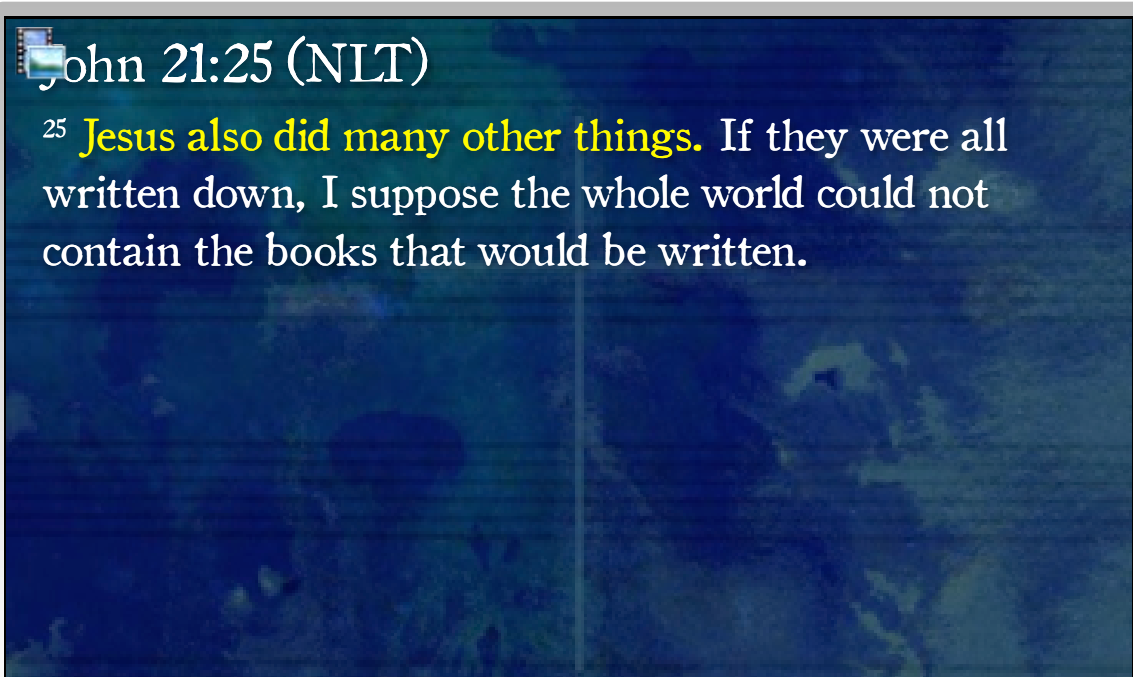 John 21:25 (NLT)
25 Jesus also did many other things. If they were all
written down, I suppose the whole world could not
contain the books that would be written.